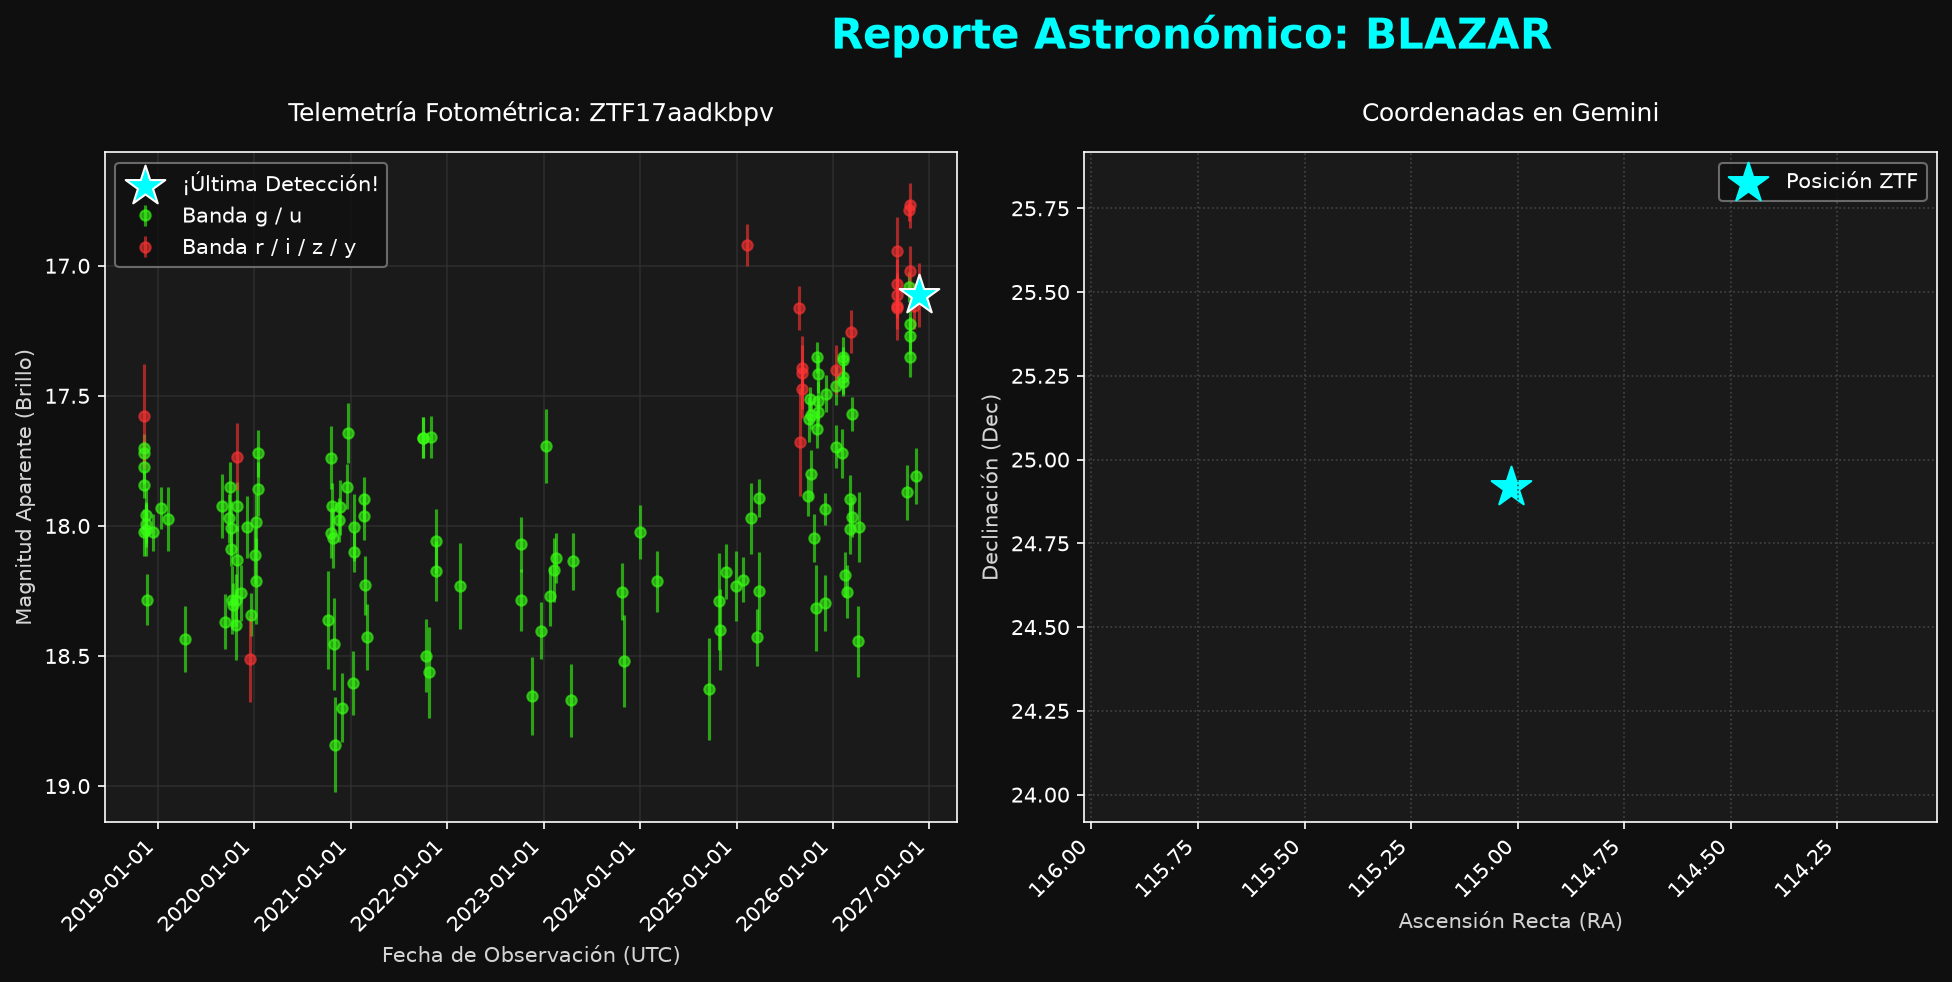 Reporte Astronómico: BLAZAR
Telemetría Fotométrica: ZTF17aadkbpv
¡Última Detección!
Banda g / u
Banda r / i / z / y
Magnitud Aparente (Brillo)
17.0
17.5
18.0
18.5
19.0
2019-01-01
2020-01-01
2021-01-01
2022-01-01
2023-01-01
2024-01-01
2025-01-01
2026-01-01
2027-01-01
Fecha de Observación (UTC)
Coordenadas en Gemini
Posición ZTF
Declinación (Dec)
25.75
25.50
25.25
25.00
24.75
24.50
24.25
24.00
116.00
115.75
115.50
115.25
115.00
114.75
114.50
114.25
Ascensión Recta (RA)